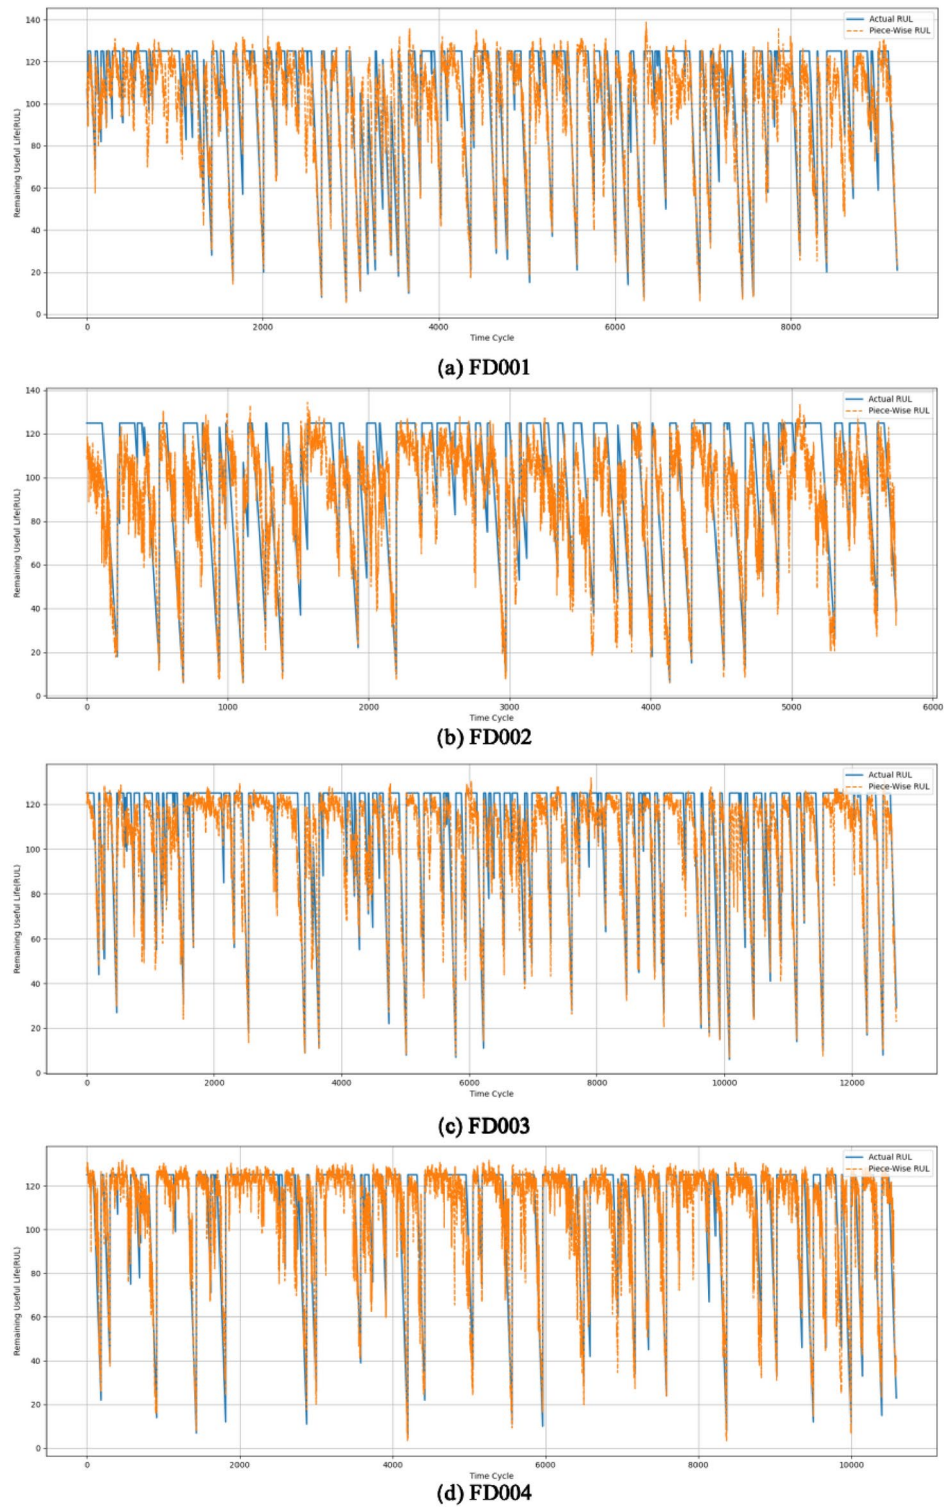 140
120
100
80
60
40
20
0
Remaining Useful Life(RUL)
Actual RUL
Piece-Wise RUL
0 2000 4000 6000 8000
Time Cycle
(a) FD001
140
120
100
80
60
40
20
0
Remaining Useful Life(RUL)
Actual RUL
Piece-Wise RUL
0 1000 2000 3000 4000 5000 6000
Time Cycle
(b) FD002
120
100
80
60
40
20
0
Remaining Useful Life(RUL)
Actual RUL
Piece-Wise RUL
0 2000 4000 6000 8000 10000 12000
Time Cycle
(c) FD003
120
100
80
60
40
20
0
Remaining Useful Life(RUL)
Actual RUL
Piece-Wise RUL
0 2000 4000 6000 8000 10000
Time Cycle
(d) FD004